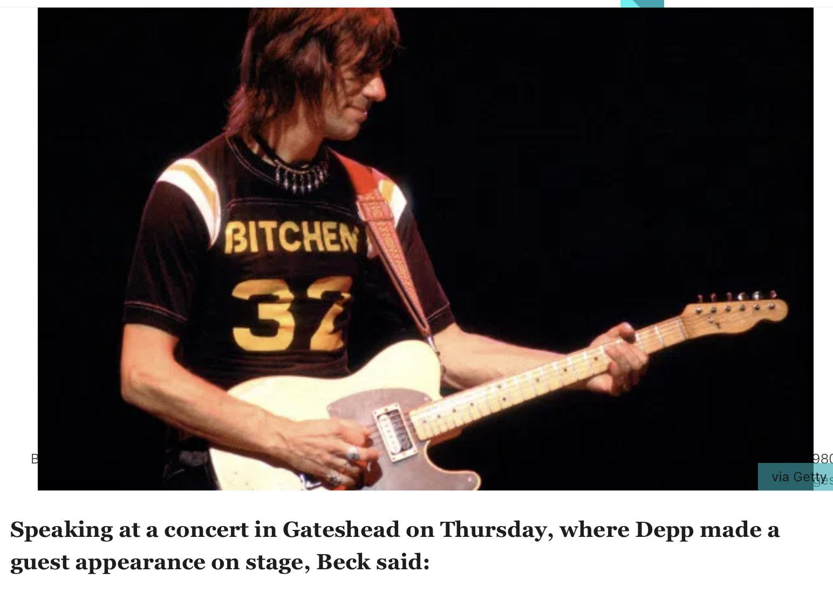 BITCHEN
32
B
980
via Getty
Speaking at a concert in Gateshead on Thursday, where Depp made a
guest appearance on stage, Beck said: